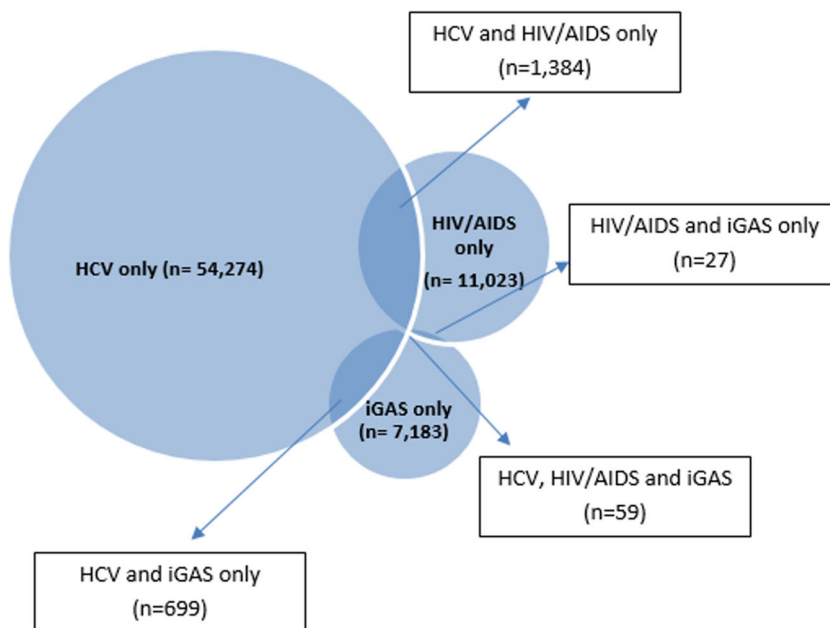 HCV and HIV/AIDS only
(n=1,384)
HIV/AIDS
only
(n= 11,023)
HIV/AIDS and iGAS only
(n=27)
HCV only (n= 54,274)
iGAS only
(n= 7,183)
HCV, HIV/AIDS and iGAS
(n=59)
HCV and iGAS only
(n=699)